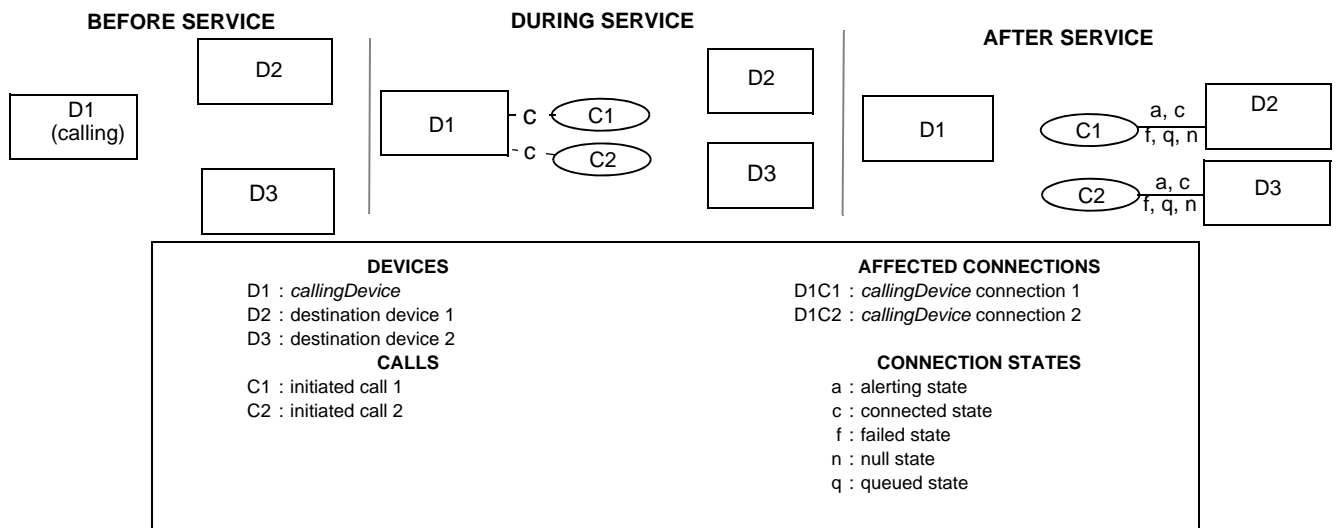 BEFORE SERVICE
D1
(calling)
D2
D3
DURING SERVICE
D1
c
C1
c
C2
D2
D3
AFTER SERVICE
D1
C1
a, c
f, q, n
D2
C2
a, c
f, q, n
D3
DEVICES
D1 : callingDevice
D2 : destination device 1
D3 : destination device 2
CALLS
C1 : initiated call 1
C2 : initiated call 2
AFFECTED CONNECTIONS
D1C1 : callingDevice connection 1
D1C2 : callingDevice connection 2
CONNECTION STATES
a : alerting state
c : connected state
f : failed state
n : null state
q : queued state